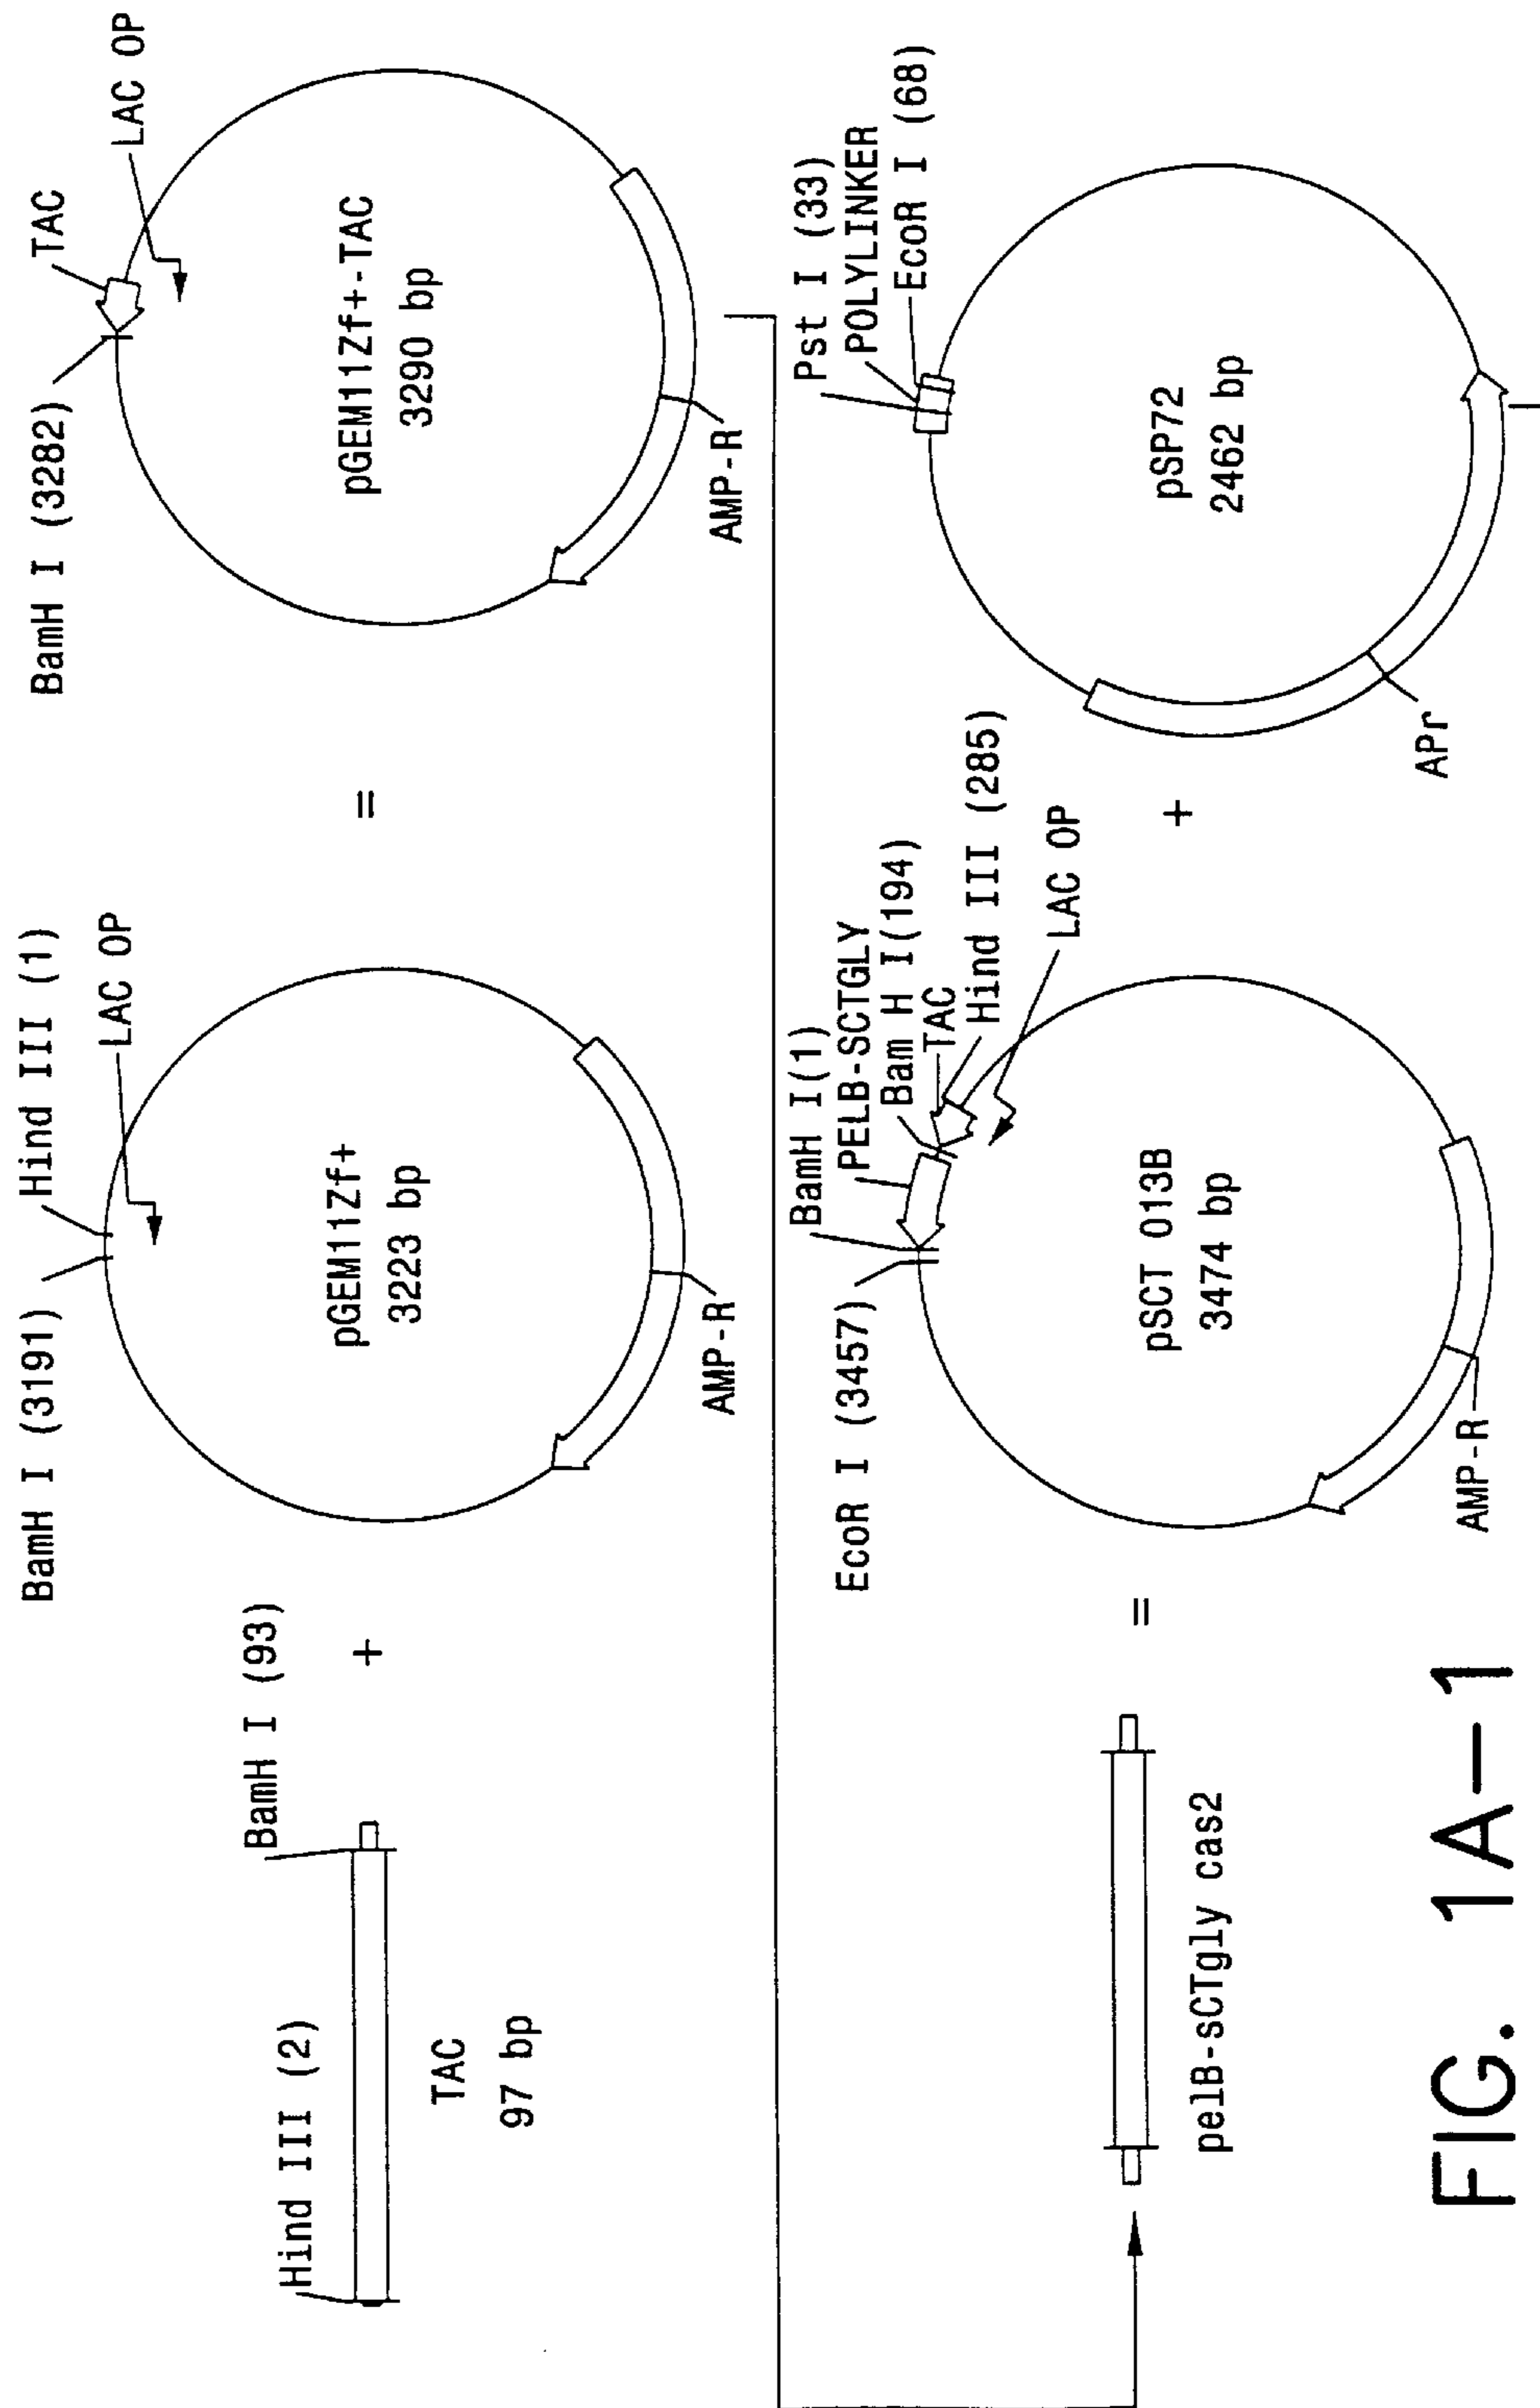 Hind III (2)
BamH I (93)
TAC
97 bp
+
BamH I (3191)
Hind III (1)
LAC OP
pGEM11Zf+
3223 bp
AMP-R
=
BamH I (3282)
TAC
LAC OP
pGEM11Zf+-TAC
3290 bp
AMP-R
pelB-sCTgly cas2
=
EcoR I (3457)
BamH I(1)
PELB-SCTGLY
Bam H I(194)
TAC
Hind III (285)
LAC OP
pSCT 013B
3474 bp
AMP-R
+
Pst I (33)
POLYLINKER
EcoR I (68)
pSP72
2462 bp
APr
FIG. 1A-1